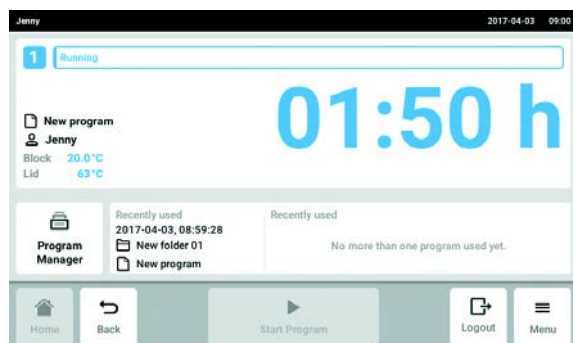 Jenny 2017-04-03 09:00
1 Running
01:50 h
New program
Jenny
Block 20.0°C
Lid 63°C
Program Manager
Recently used
2017-04-03, 08:59:28
New folder 01
New program
Recently used
No more than one program used yet.
Home
Back
Start Program
Logout
Menu